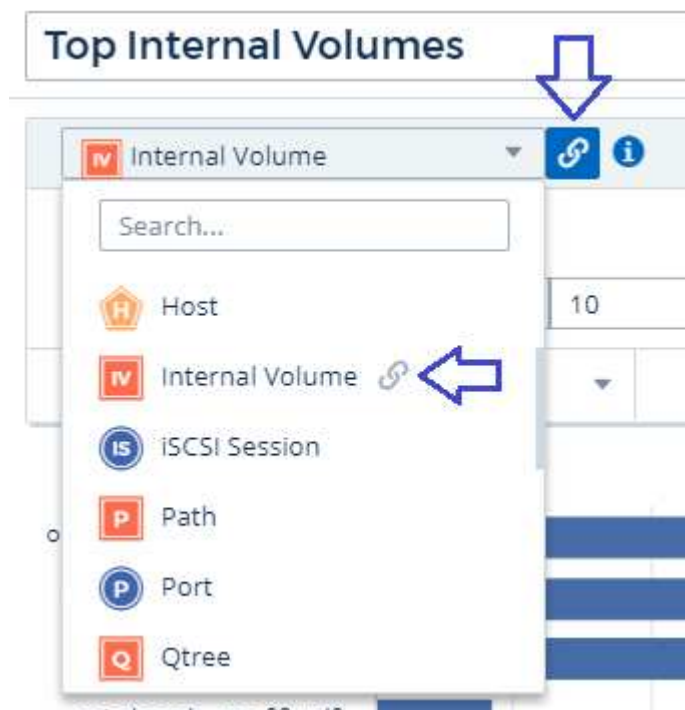 Top Internal Volumes
IV Internal Volume i
Search...
H Host
10
IV Internal Volume
IS iSCSI Session
P Path
P Port
Q Qtree